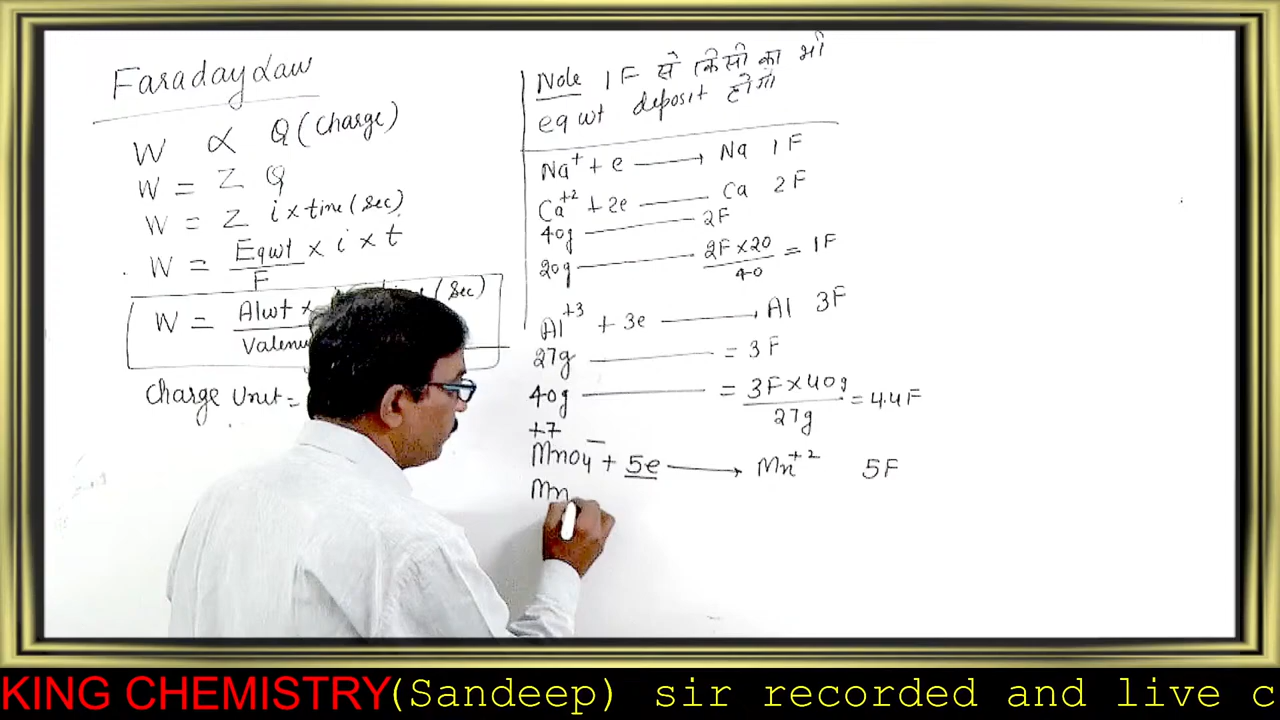 Faraday Law
W ∝ Q (Charge)
W = Z Q
W = Z i × time (Sec)
W = Eqwt / F × i × t
W = A1wt × (Sec)
Charge Unit =
Note 1F से किसी का भी
eq wt deposit होगा
Na⁺ + e ⟶ Na 1F
Ca⁺² + 2e — Ca 2F
40g — 2F
20g — 2F × 20 / 40 = 1F
Al⁺³ + 3e ⟶ Al 3F
27g — = 3F
40g — = 3F × 40g / 27g = 4.4F
+7
MnO₄⁻ + 5e ⟶ Mn⁺² 5F
Mn
KING CHEMISTRY(Sandeep) sir recorded and live c